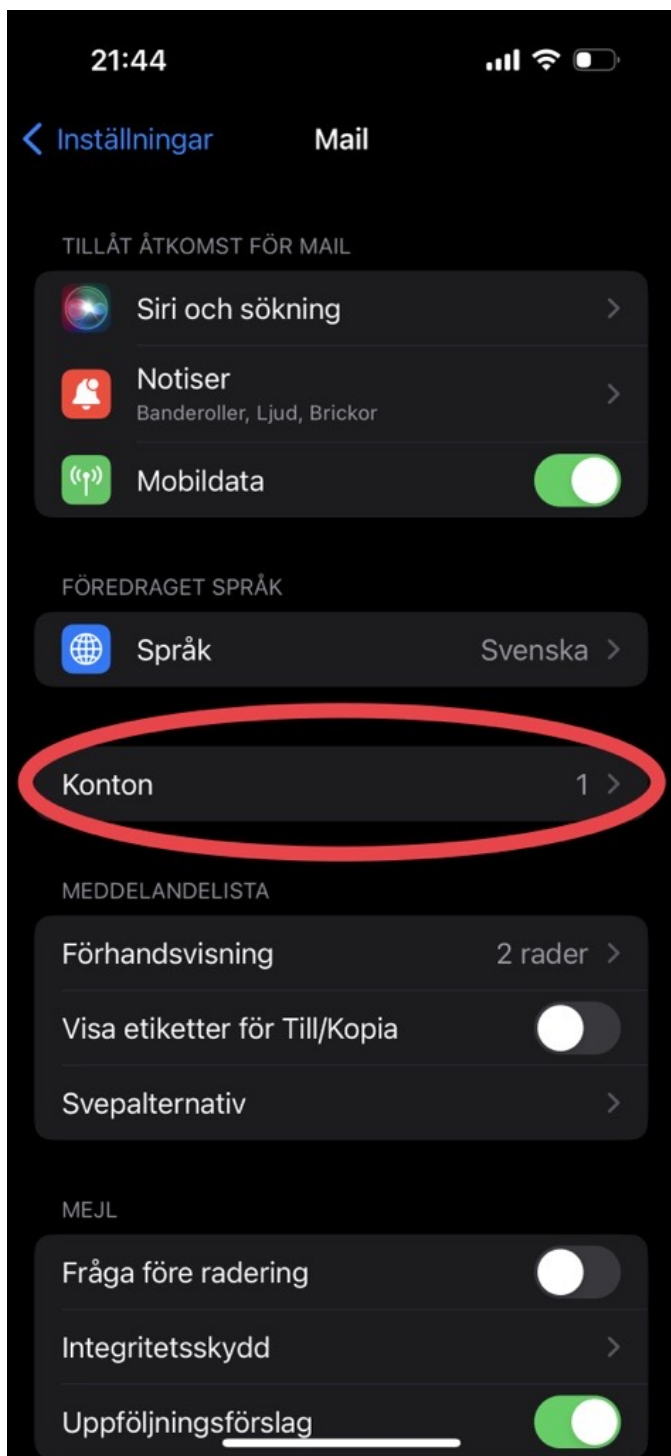 21:44
Inställningar Mail
TILLÅT ÅTKOMST FÖR MAIL
Siri och sökning
Notiser
Banderoller, Ljud, Brickor
Mobildata
FÖREDRAGET SPRÅK
Språk Svenska
Konton 1
MEDDELANDELISTA
Förhandsvisning 2 rader
Visa etiketter för Till/Kopia
Svepalternativ
MEJL
Fråga före radering
Integritetsskydd
Uppföljningsförslag